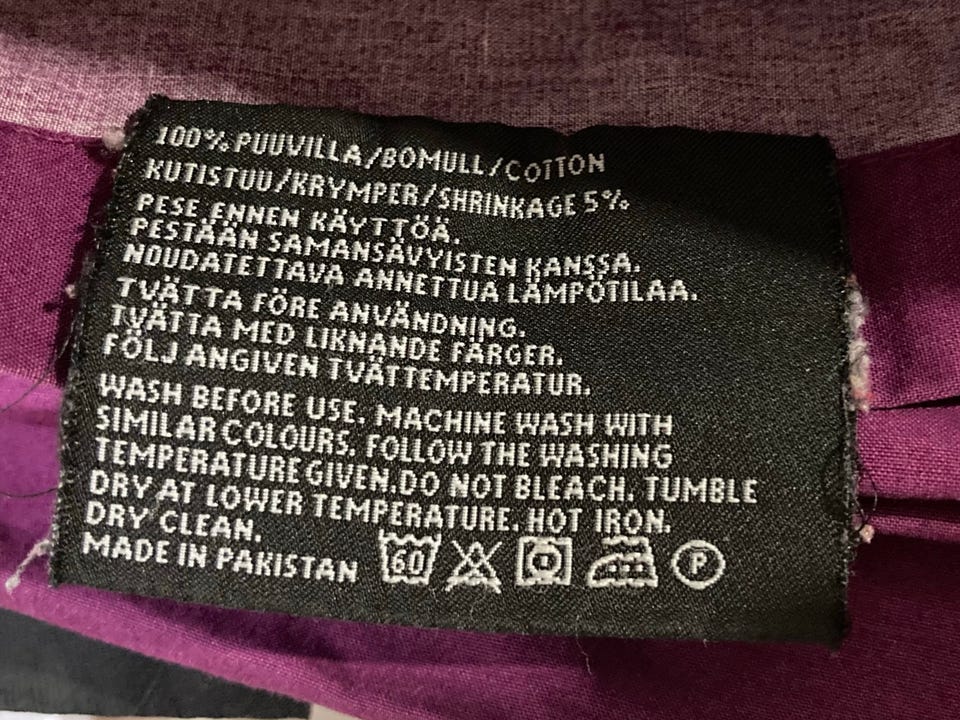 100% PUUVILLA/BOMULL/COTTON
KUTISTUU/KRYMPER/SHRINKAGE 5%
PESE ENNEN KÄYTTÖÄ.
PESTÄÄN SAMANSÄVYISTEN KANSSA.
NOUDATETTAVA ANNETTUA LÄMPÖTILAA.
TVÄTTA FÖRE ANVÄNDNING.
TVÄTTA MED LIKNANDE FÄRGER.
FÖLJ ANGIVEN TVÄTTEMPERATUR.
WASH BEFORE USE. MACHINE WASH WITH
SIMILAR COLOURS. FOLLOW THE WASHING
TEMPERATURE GIVEN.DO NOT BLEACH. TUMBLE
DRY AT LOWER TEMPERATURE. HOT IRON.
DRY CLEAN.
MADE IN PAKISTAN 60 P